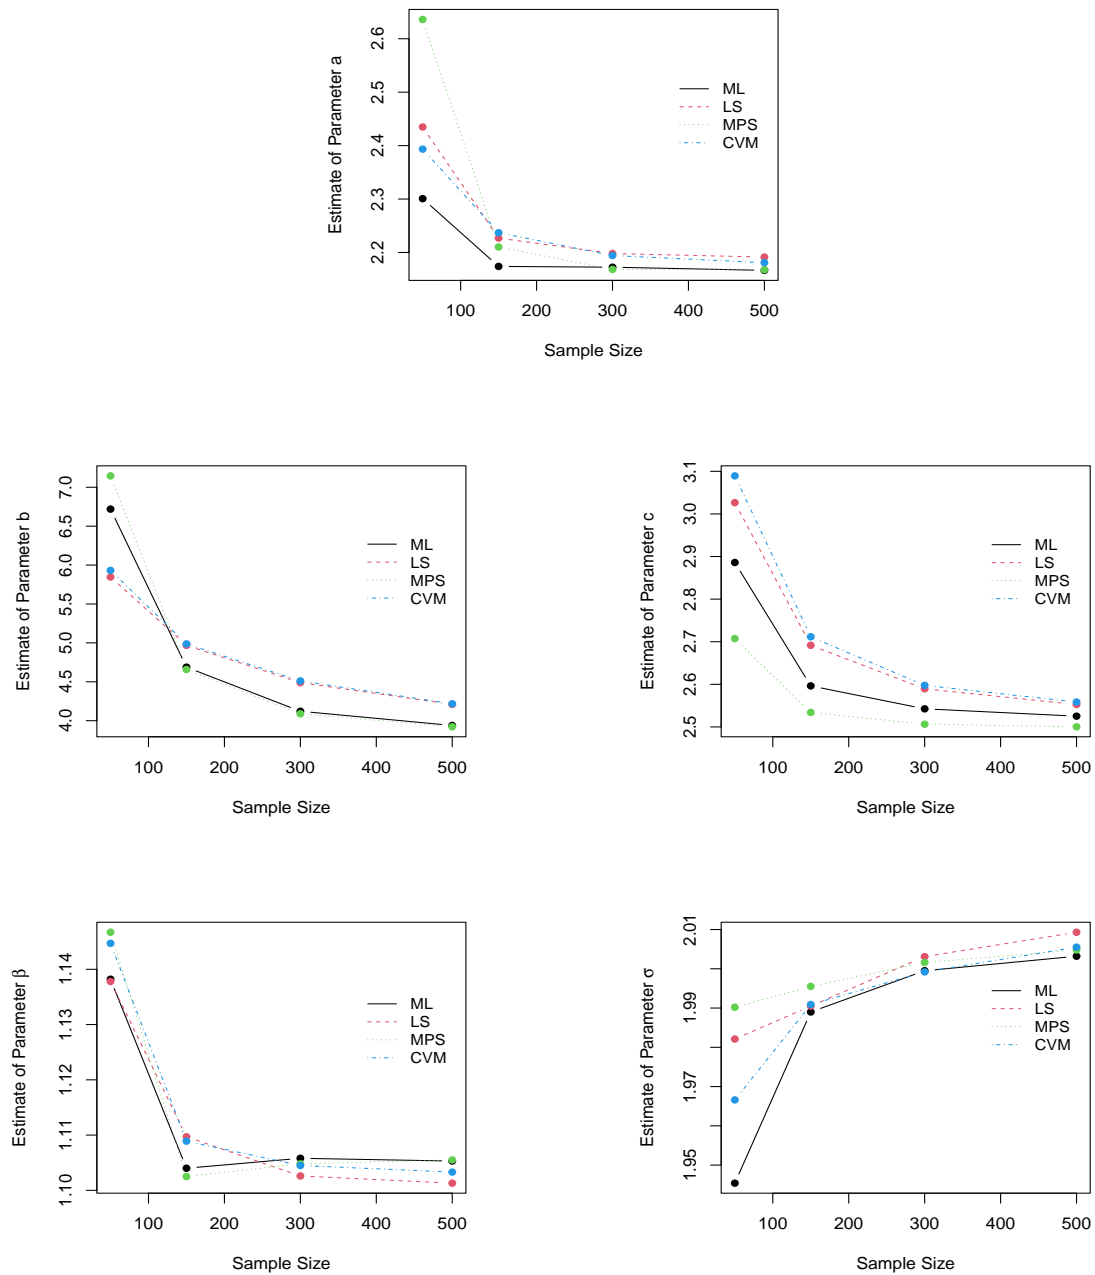 Estimate of Parameter a
2.6
2.5
2.4
2.3
2.2
ML
LS
MPS
CVM
100 200 300 400 500
Sample Size
Estimate of Parameter b
7.0
6.5
6.0
5.5
5.0
4.5
4.0
ML
LS
MPS
CVM
100 200 300 400 500
Sample Size
Estimate of Parameter c
3.1
3.0
2.9
2.8
2.7
2.6
2.5
ML
LS
MPS
CVM
100 200 300 400 500
Sample Size
Estimate of Parameter β
1.14
1.13
1.12
1.11
1.10
ML
LS
MPS
CVM
100 200 300 400 500
Sample Size
Estimate of Parameter σ
2.01
1.99
1.97
1.95
ML
LS
MPS
CVM
100 200 300 400 500
Sample Size